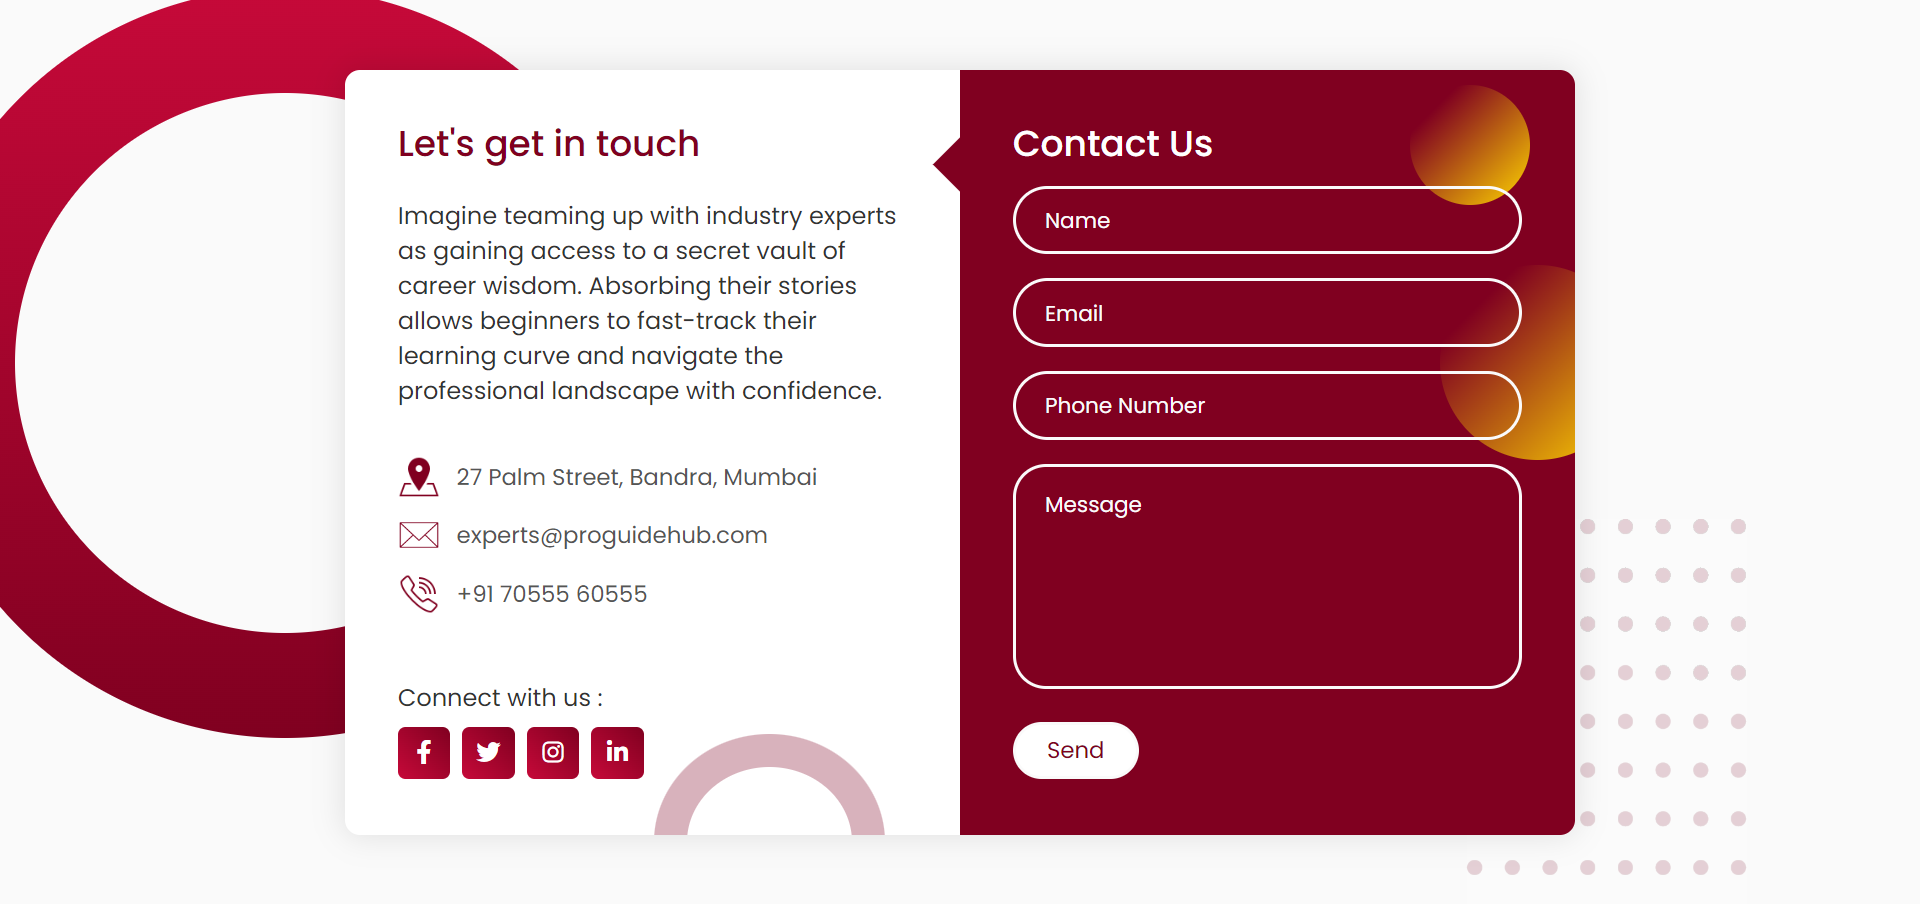 Let's get in touch
Imagine teaming up with industry experts
as gaining access to a secret vault of
career wisdom. Absorbing their stories
allows beginners to fast-track their
learning curve and navigate the
professional landscape with confidence.
27 Palm Street, Bandra, Mumbai
experts@proguidehub.com
+91 70555 60555
Connect with us :
Contact Us
Name
Email
Phone Number
Message
Send